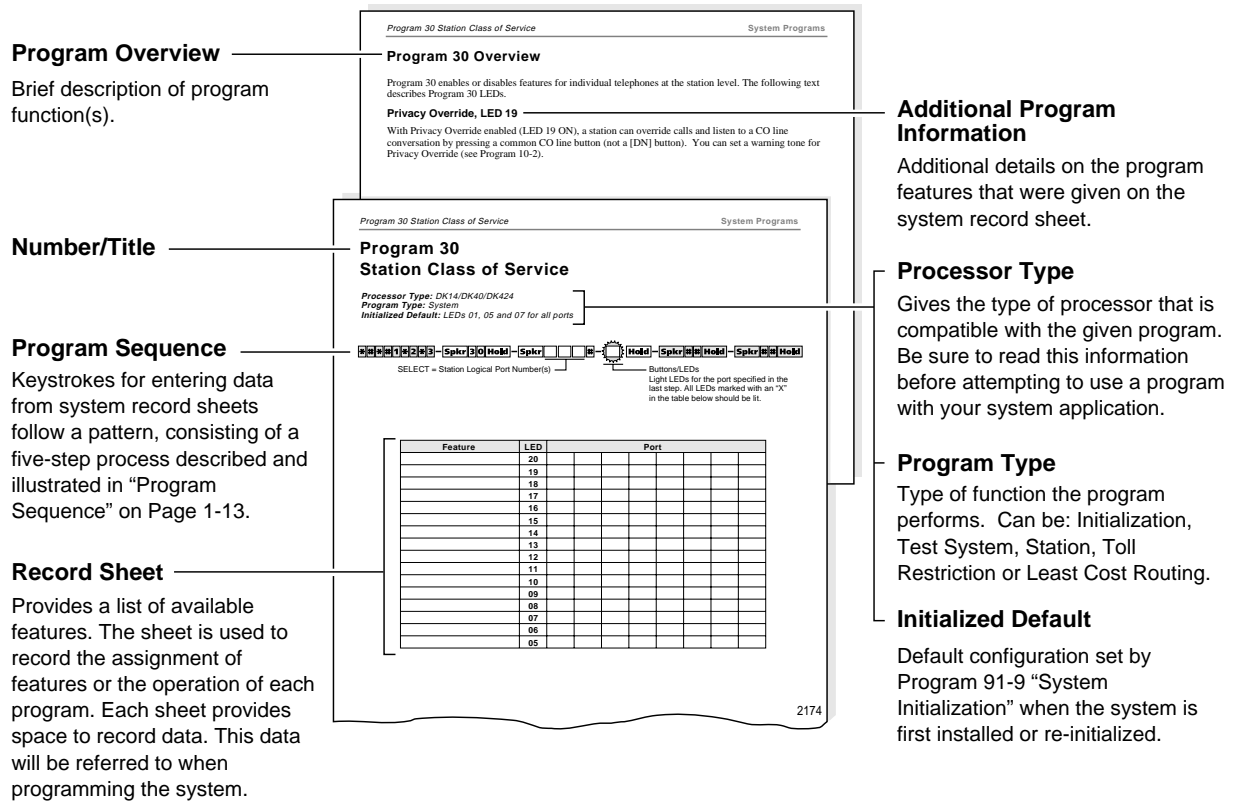 Program Overview
Brief description of program
function(s).
Number/Title
Program Sequence
Keystrokes for entering data
from system record sheets
follow a pattern, consisting of a
five-step process described and
illustrated in “Program
Sequence” on Page 1-13.
Record Sheet
Provides a list of available
features. The sheet is used to
record the assignment of
features or the operation of each
program. Each sheet provides
space to record data. This data
will be referred to when
programming the system.
Program 30 Station Class of Service System Programs
Program 30 Overview
Program 30 enables or disables features for individual telephones at the station level. The following text
describes Program 30 LEDs.
Privacy Override, LED 19
With Privacy Override enabled (LED 19 ON), a station can override calls and listen to a CO line
conversation by pressing a common CO line button (not a [DN] button). You can set a warning tone for
Privacy Override (see Program 10-2).
Program 30 Station Class of Service System Programs
Program 30
Station Class of Service
Processor Type: DK14/DK40/DK424
Program Type: System
Initialized Default: LEDs 01, 05 and 07 for all ports
*#*#1*2*3–Spkr30Hold–Spkr #– Hold–Spkr##Hold–Spkr##Hold
SELECT = Station Logical Port Number(s)
Buttons/LEDs
Light LEDs for the port specified in the
last step. All LEDs marked with an “X”
in the table below should be lit.
Feature LED Port
20
19
18
17
16
15
14
13
12
11
10
09
08
07
06
05
2174
Additional Program
Information
Additional details on the program
features that were given on the
system record sheet.
Processor Type
Gives the type of processor that is
compatible with the given program.
Be sure to read this information
before attempting to use a program
with your system application.
Program Type
Type of function the program
performs. Can be: Initialization,
Test System, Station, Toll
Restriction or Least Cost Routing.
Initialized Default
Default configuration set by
Program 91-9 “System
Initialization” when the system is
first installed or re-initialized.